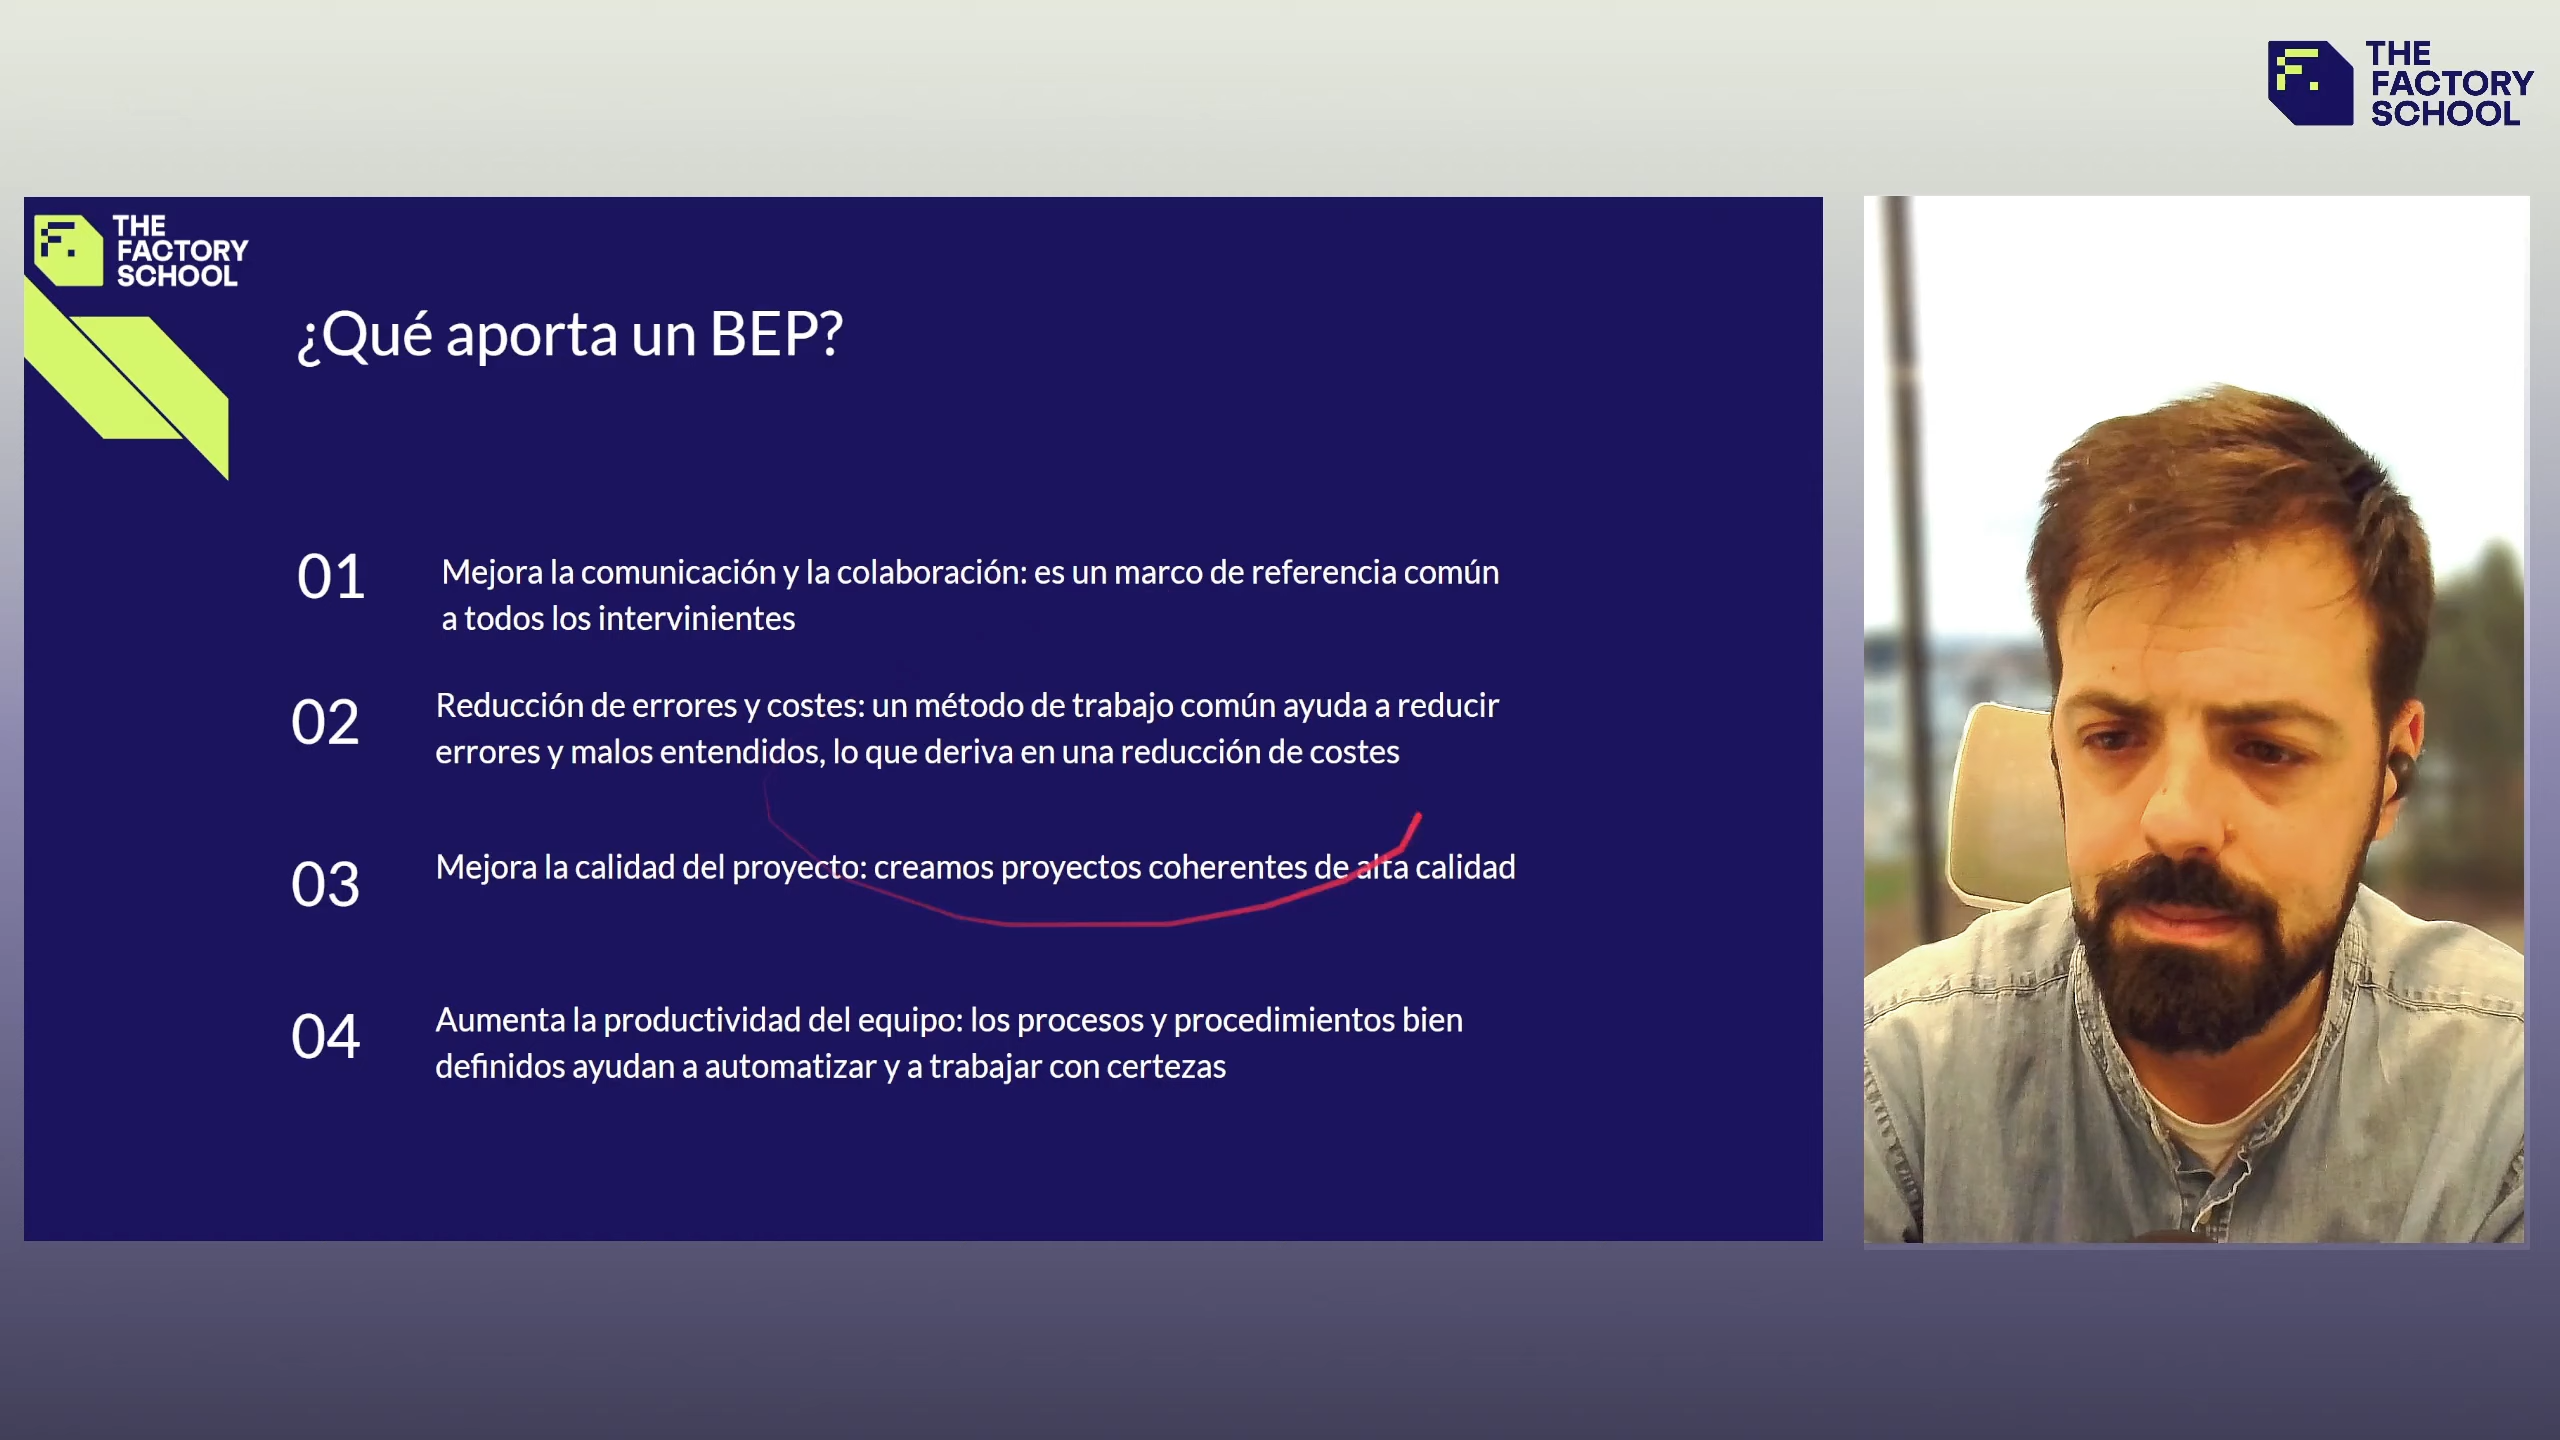 THE
FACTORY
SCHOOL
F.
THE
FACTORY
SCHOOL
F.
¿Qué aporta un BEP?
01
Mejora la comunicación y la colaboración: es un marco de referencia común
a todos los intervinientes
02
Reducción de errores y costes: un método de trabajo común ayuda a reducir
errores y malos entendidos, lo que deriva en una reducción de costes
03
Mejora la calidad del proyecto: creamos proyectos coherentes de alta calidad
04
Aumenta la productividad del equipo: los procesos y procedimientos bien
definidos ayudan a automatizar y a trabajar con certezas